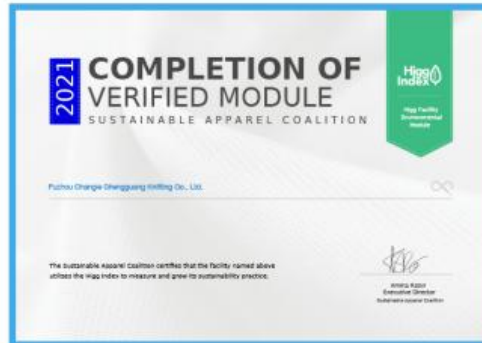 2021
COMPLETION OF
VERIFIED MODULE
SUSTAINABLE APPAREL COALITION
Higg
Index
Higg Facility
Environmental
Module
Fuzhou Changle Shengguang Knitting Co., Ltd.
The Sustainable Apparel Coalition certifies that the facility named above
utilizes the Higg Index to measure and grow its sustainability practice.
Executive Director
Sustainable Apparel Coalition